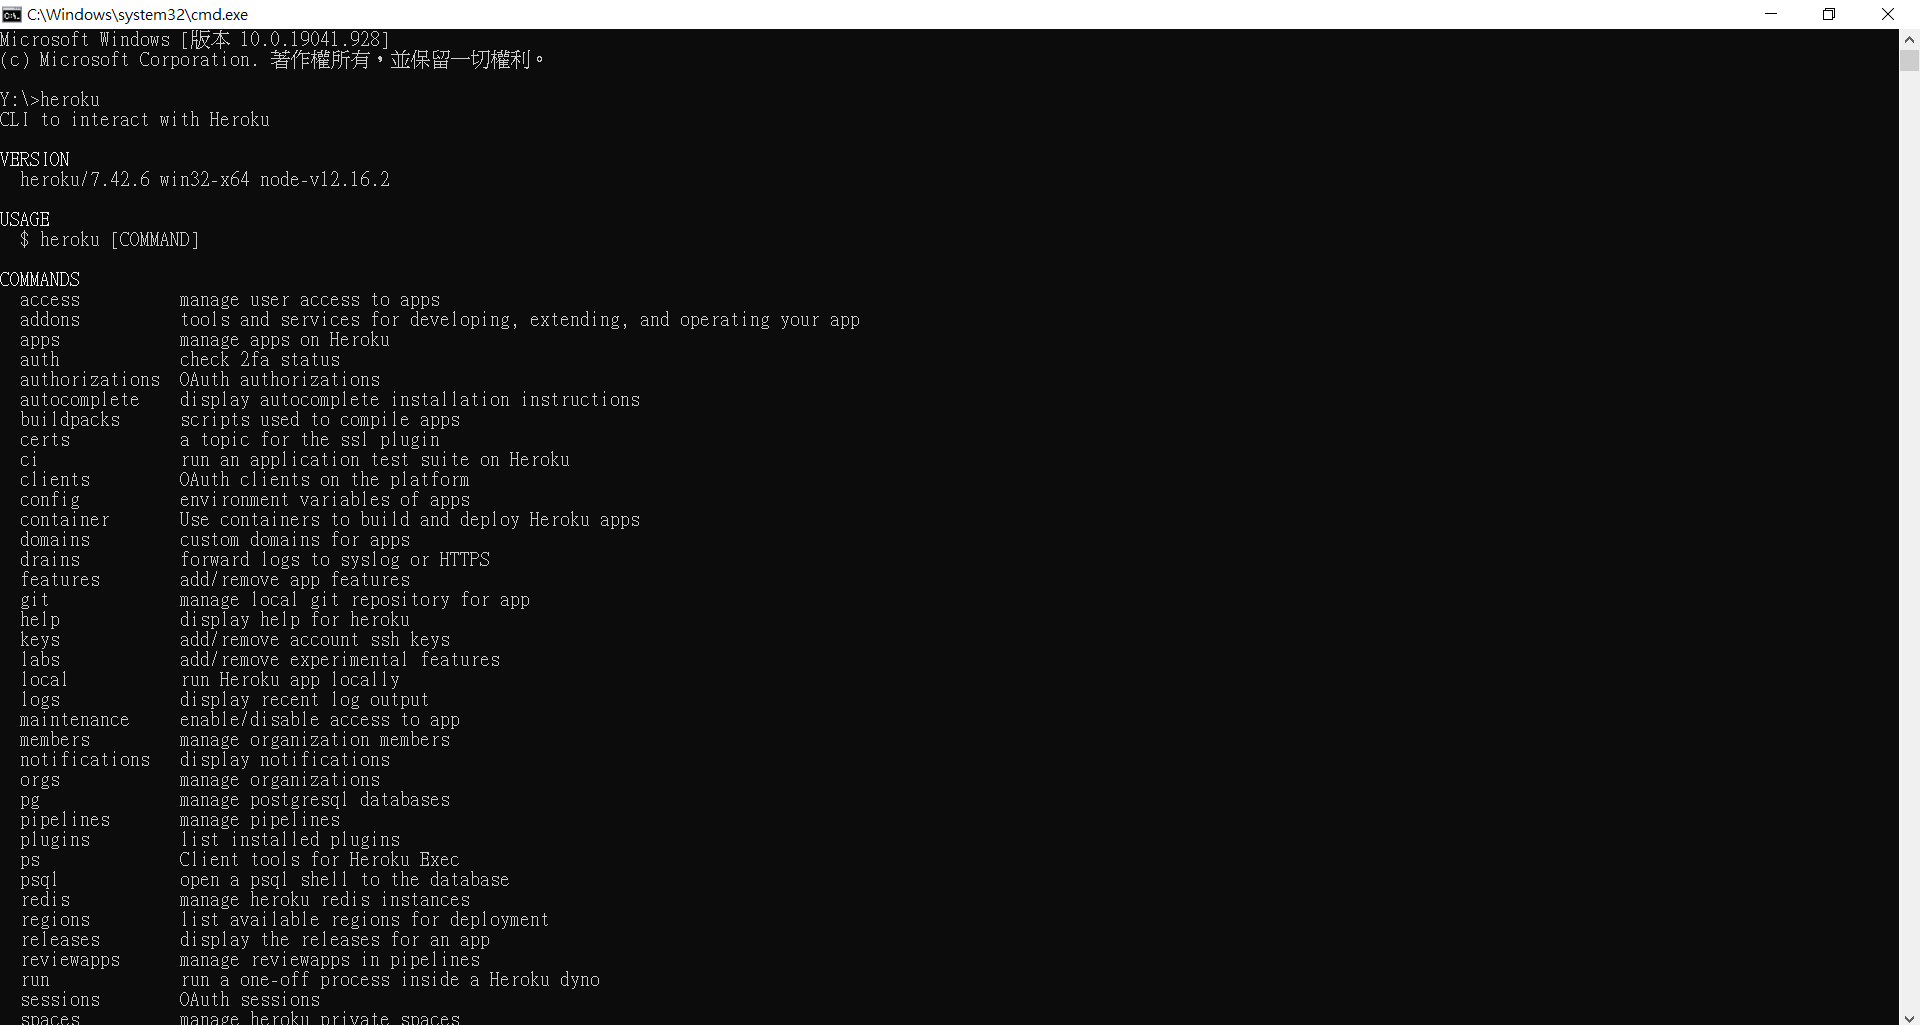 C:\Windows\system32\cmd.exe
Microsoft Windows [版本 10.0.19041.928]
(c) Microsoft Corporation. 著作權所有，並保留一切權利。
Y:\>heroku
CLI to interact with Heroku
VERSION
heroku/7.42.6 win32-x64 node-v12.16.2
USAGE
$ heroku [COMMAND]
COMMANDS
access manage user access to apps
addons tools and services for developing, extending, and operating your app
apps manage apps on Heroku
auth check 2fa status
authorizations OAuth authorizations
autocomplete display autocomplete installation instructions
buildpacks scripts used to compile apps
certs a topic for the ssl plugin
ci run an application test suite on Heroku
clients OAuth clients on the platform
config environment variables of apps
container Use containers to build and deploy Heroku apps
domains custom domains for apps
drains forward logs to syslog or HTTPS
features add/remove app features
git manage local git repository for app
help display help for heroku
keys add/remove account ssh keys
labs add/remove experimental features
local run Heroku app locally
logs display recent log output
maintenance enable/disable access to app
members manage organization members
notifications display notifications
orgs manage organizations
pg manage postgresql databases
pipelines manage pipelines
plugins list installed plugins
ps Client tools for Heroku Exec
psql open a psql shell to the database
redis manage heroku redis instances
regions list available regions for deployment
releases display the releases for an app
reviewapps manage reviewapps in pipelines
run run a one-off process inside a Heroku dyno
sessions OAuth sessions
spaces manage heroku private spaces